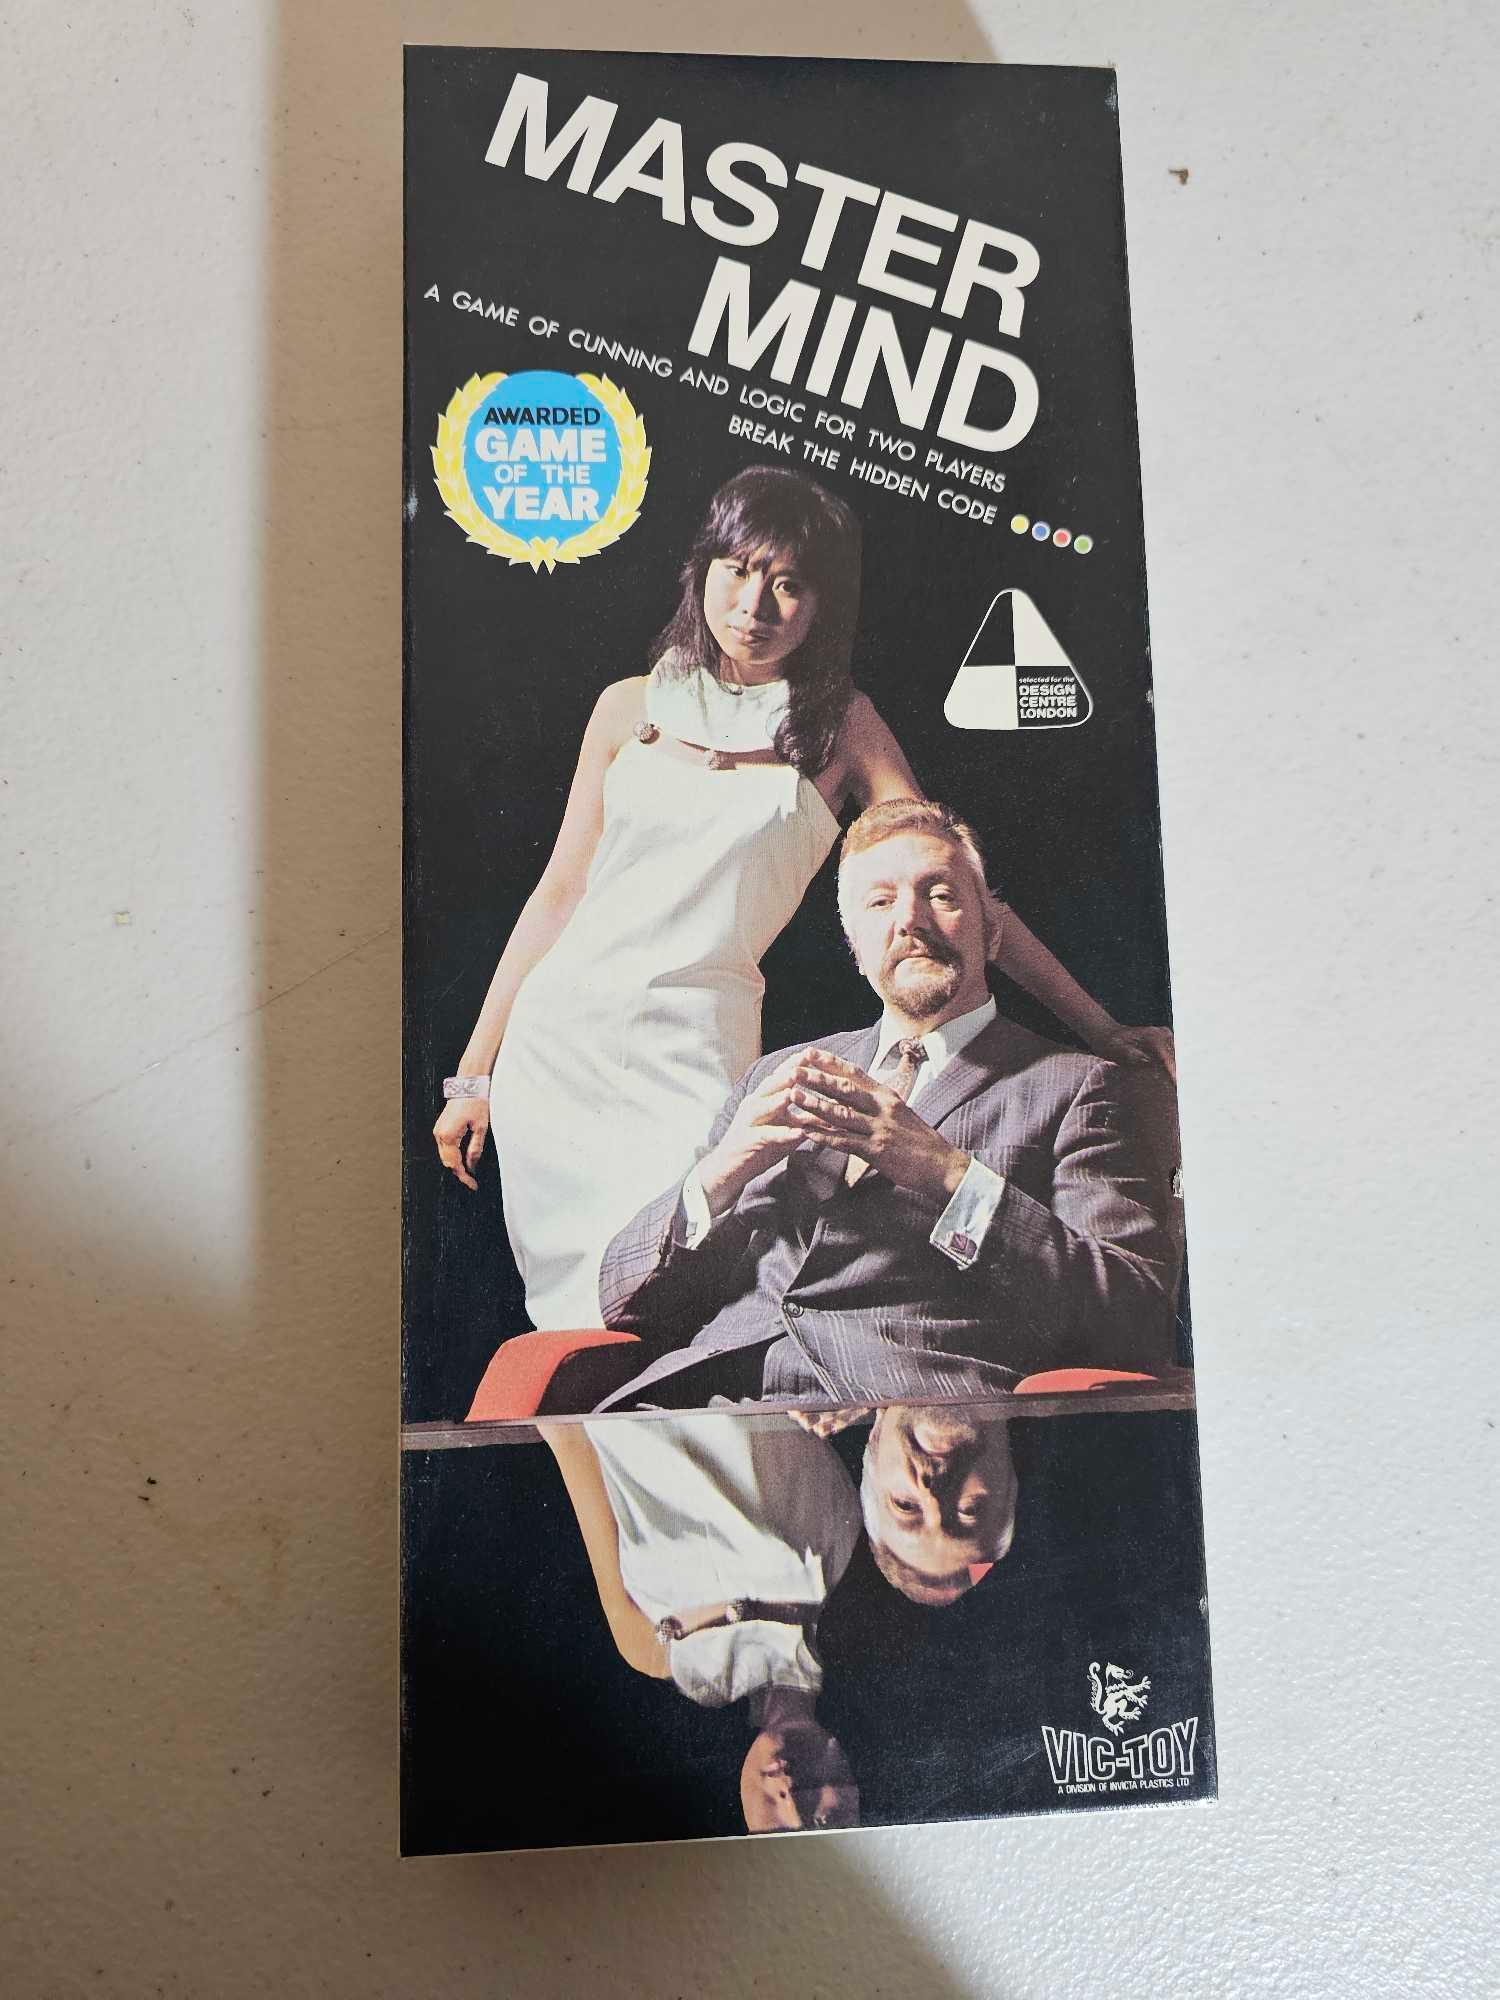 MASTER
MIND
A GAME OF CUNNING AND LOGIC FOR TWO PLAYERS
BREAK THE HIDDEN CODE
AWARDED
GAME
OF THE
YEAR
selected for the
DESIGN
CENTRE
LONDON
VIC-TOY
A DIVISION OF INVICTA PLASTICS LTD